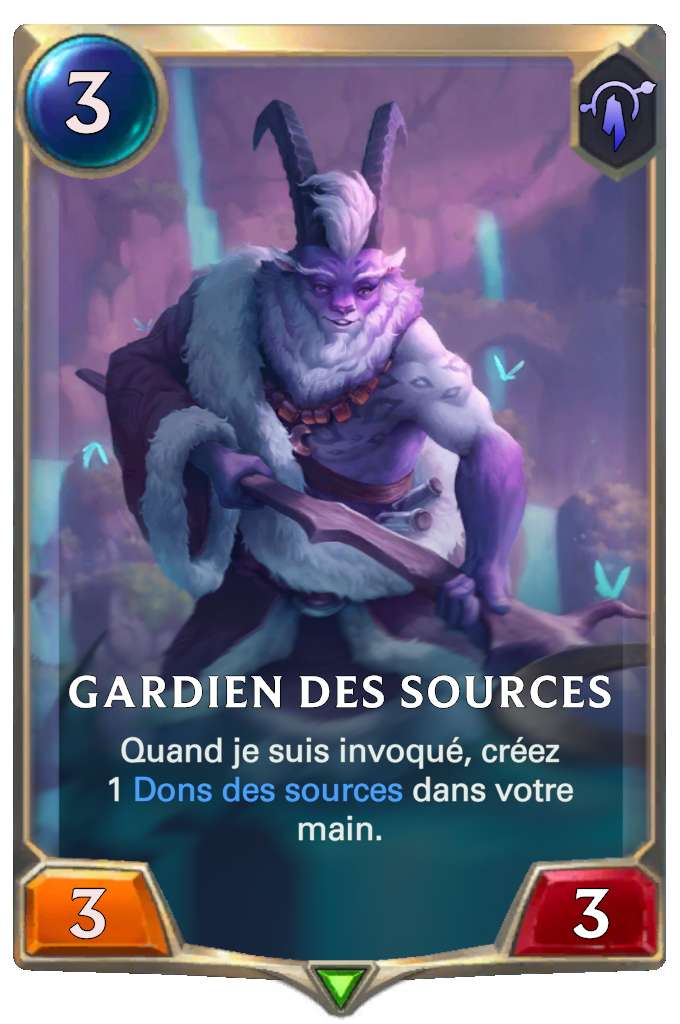 3
GARDIEN DES SOURCES
Quand je suis invoqué, créez
1 Dons des sources dans votre
main.
3
3